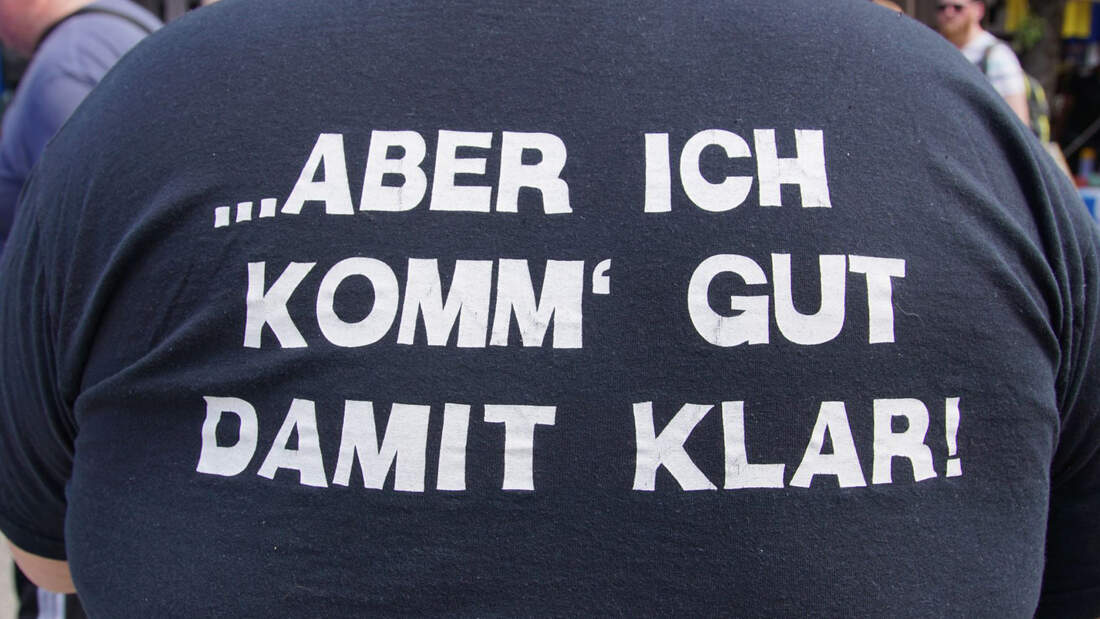 ...ABER ICH
KOMM‘ GUT
DAMIT KLAR!